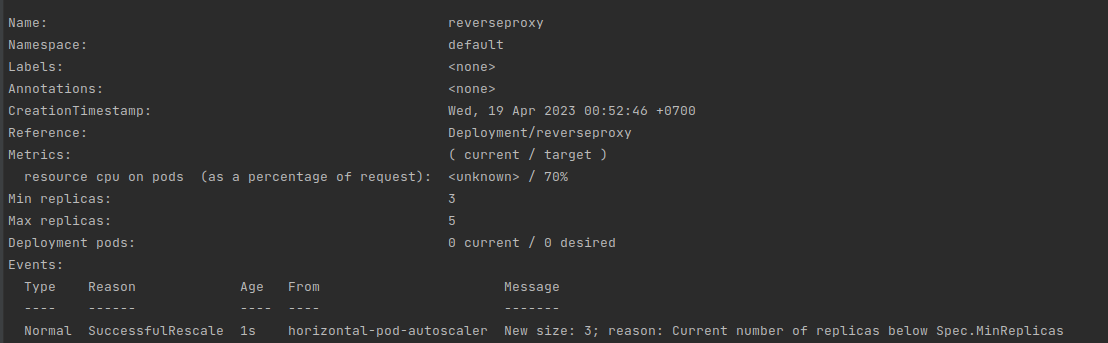 Name: reverseproxy
Namespace: default
Labels: <none>
Annotations: <none>
CreationTimestamp: Wed, 19 Apr 2023 00:52:46 +0700
Reference: Deployment/reverseproxy
Metrics: ( current / target )
resource cpu on pods (as a percentage of request): <unknown> / 70%
Min replicas: 3
Max replicas: 5
Deployment pods: 0 current / 0 desired
Events:
Type Reason Age From Message
---- ------ ---- ---- -------
Normal SuccessfulRescale 1s horizontal-pod-autoscaler New size: 3; reason: Current number of replicas below Spec.MinReplicas